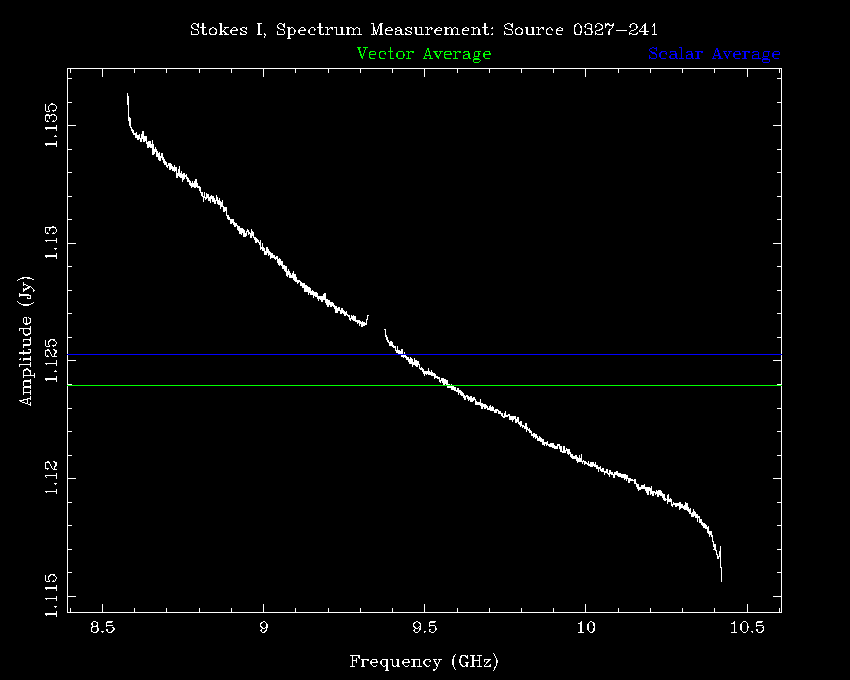 Stokes I, Spectrum Measurement: Source 0327-241
Vector Average
Scalar Average
1.135
1.13
1.125
1.12
1.115
Amplitude (Jy)
8.5
9
9.5
10
10.5
Frequency (GHz)